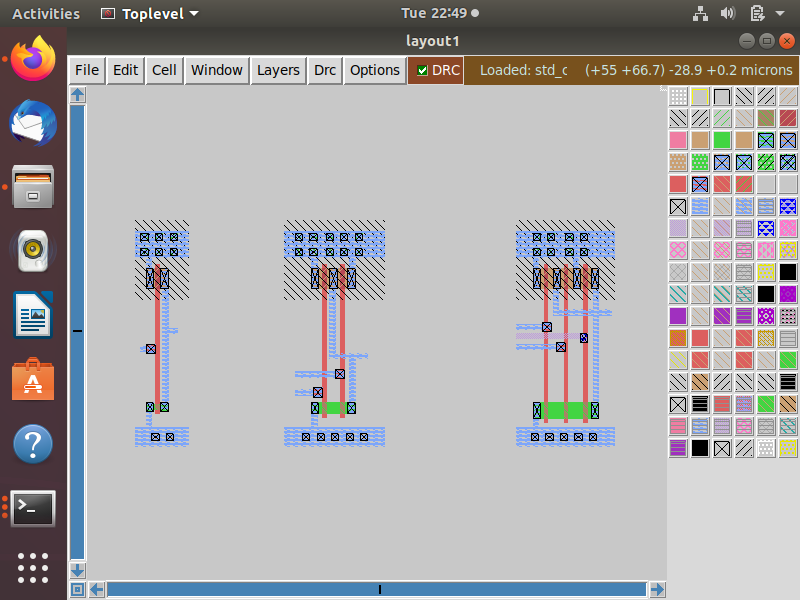 Activities Toplevel Tue 22:49
layout1
File Edit Cell Window Layers Drc Options DRC Loaded: std_c (+55 +66.7) -28.9 +0.2 microns